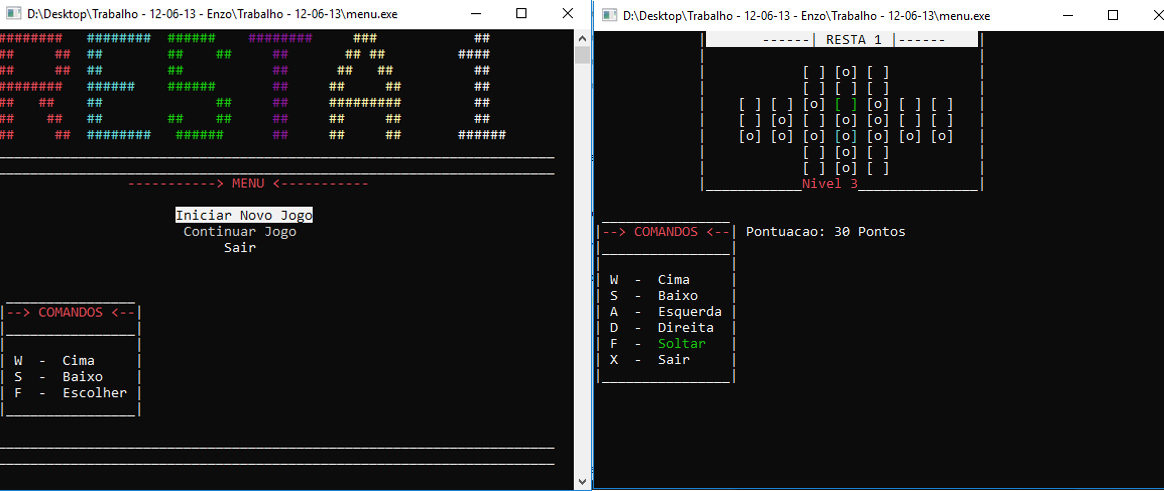 D:\Desktop\Trabalho - 12-06-13 - Enzo\Trabalho - 12-06-13\menu.exe
RESTA 1
-----------> MENU <-----------
Iniciar Novo Jogo
Continuar Jogo
Sair
--> COMANDOS <--
W - Cima
S - Baixo
F - Escolher
D:\Desktop\Trabalho - 12-06-13 - Enzo\Trabalho - 12-06-13\menu.exe
------| RESTA 1 |------
[ ] [o] [ ]
[ ] [ ] [ ]
[ ] [ ] [o] [ ] [o] [ ] [ ]
[ ] [o] [ ] [o] [ ] [ ] [ ]
[o] [o] [o] [o] [o] [o] [o]
[ ] [o] [ ]
[ ] [o] [ ]
Nivel 3
--> COMANDOS <--
Pontuacao: 30 Pontos
W - Cima
S - Baixo
A - Esquerda
D - Direita
F - Soltar
X - Sair